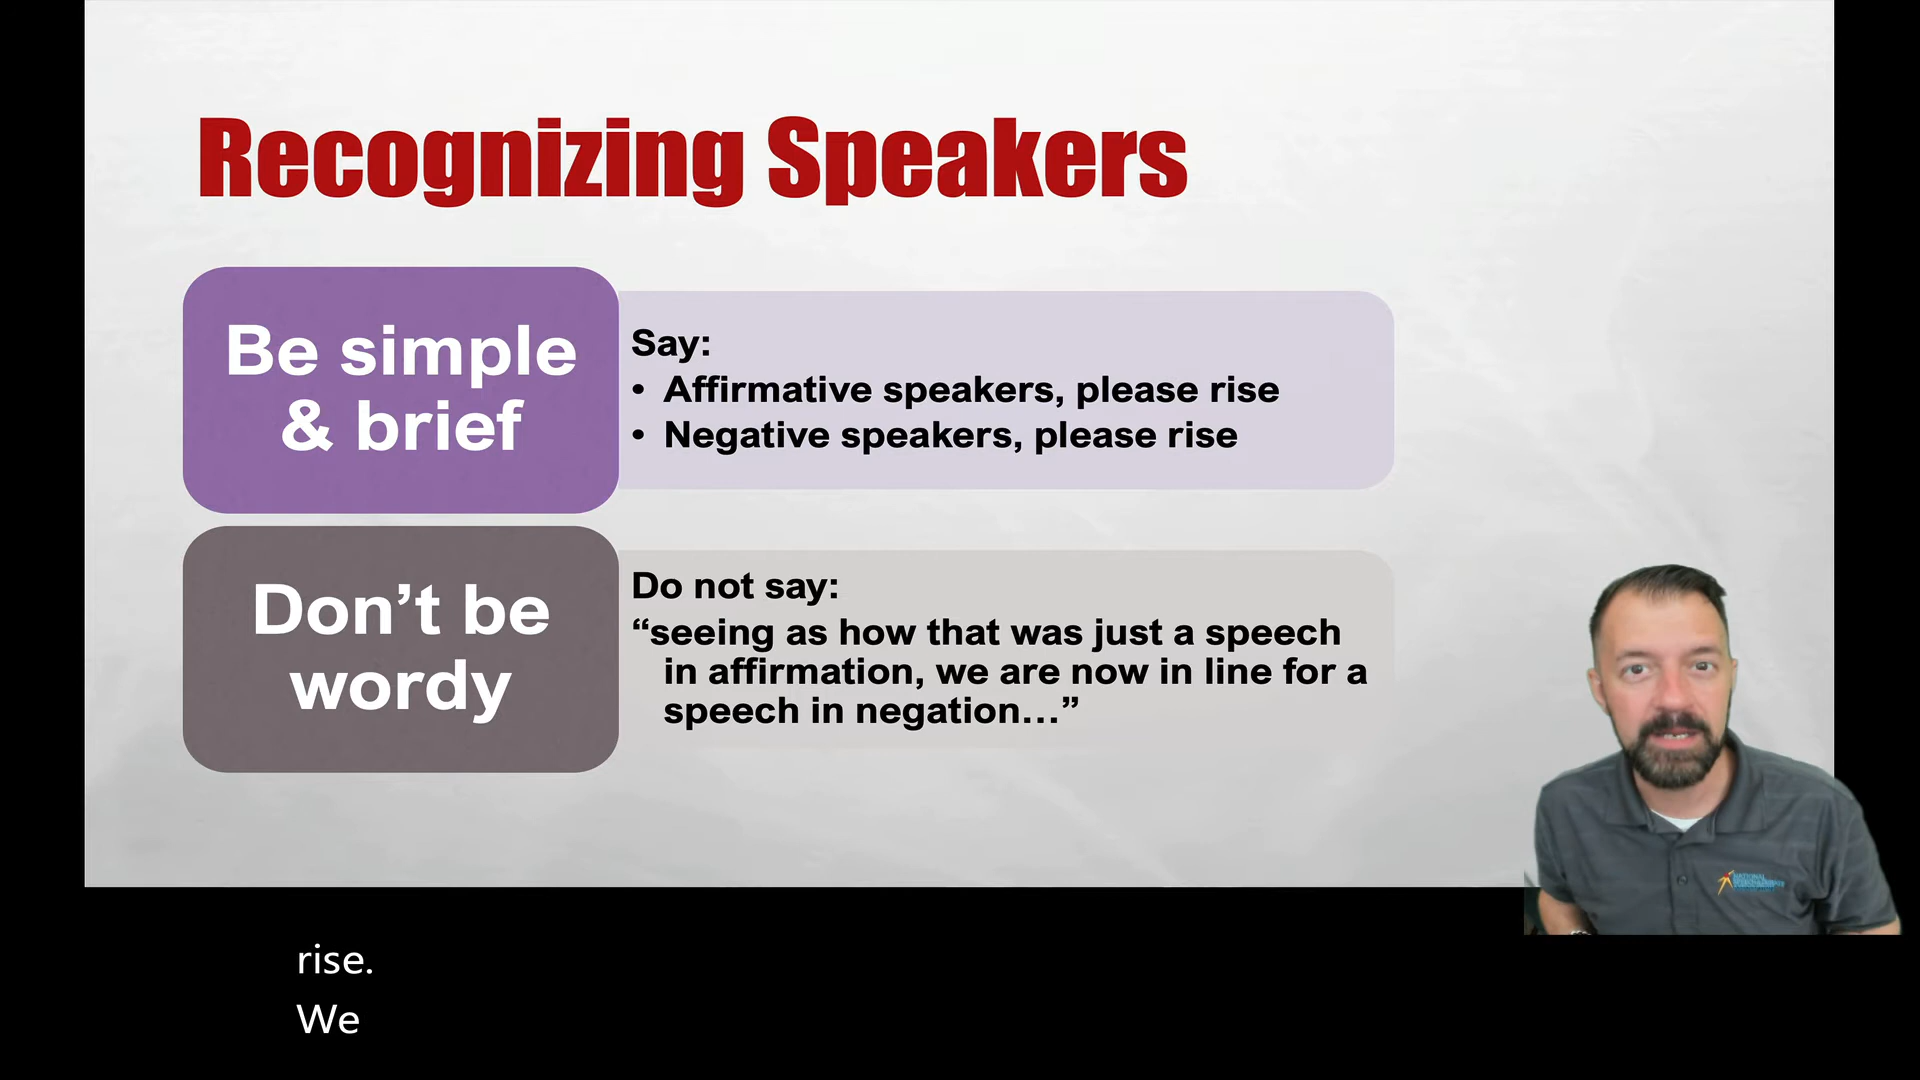 Recognizing Speakers
Be simple
& brief
Say:
• Affirmative speakers, please rise
• Negative speakers, please rise
Don’t be
wordy
Do not say:
“seeing as how that was just a speech
in affirmation, we are now in line for a
speech in negation…”
NATIONAL
rise.
We